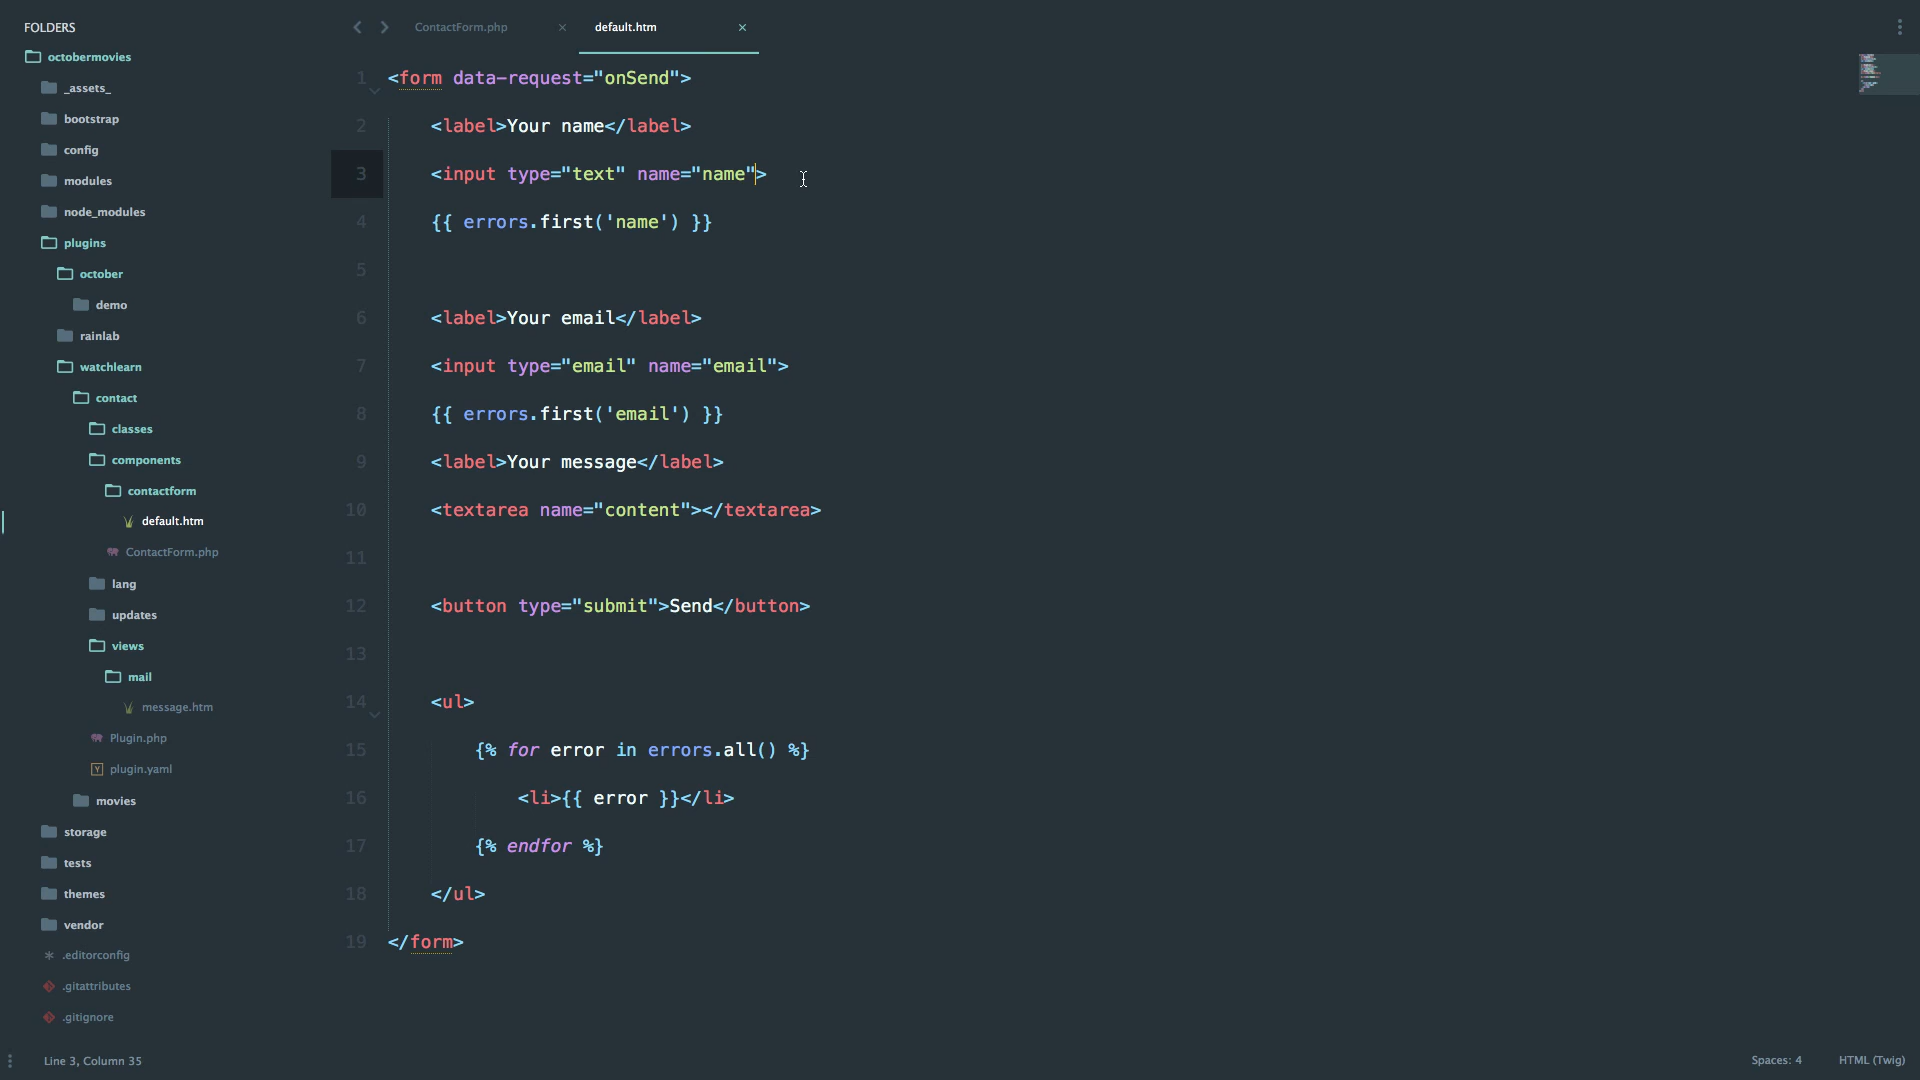 FOLDERS
octobermovies
_assets_
bootstrap
config
modules
node_modules
plugins
october
demo
rainlab
watchlearn
contact
classes
components
contactform
default.htm
ContactForm.php
lang
updates
views
mail
message.htm
Plugin.php
plugin.yaml
movies
storage
tests
themes
vendor
.editorconfig
.gitattributes
.gitignore
ContactForm.php × default.htm ×
1 <form data-request="onSend">
2 <label>Your name</label>
3 <input type="text" name="name">
4 {{ errors.first('name') }}
5
6 <label>Your email</label>
7 <input type="email" name="email">
8 {{ errors.first('email') }}
9 <label>Your message</label>
10 <textarea name="content"></textarea>
11
12 <button type="submit">Send</button>
13
14 <ul>
15 {% for error in errors.all() %}
16 <li>{{ error }}</li>
17 {% endfor %}
18 </ul>
19 </form>
Line 3, Column 35
Spaces: 4
HTML (Twig)